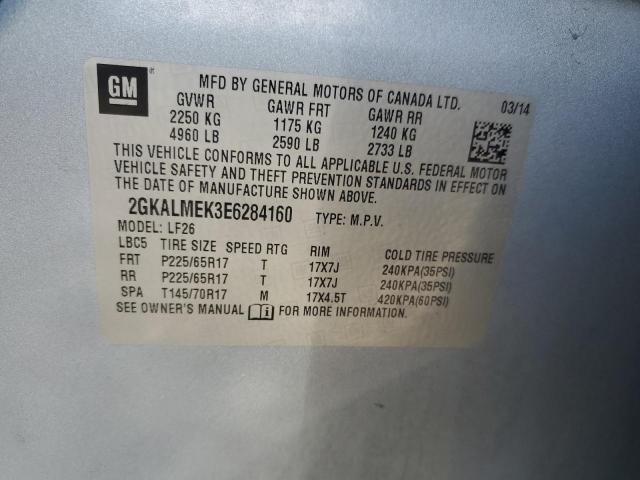 GM
MFD BY GENERAL MOTORS OF CANADA LTD. 03/14
GVWR GAWR FRT GAWR RR
2250 KG 1175 KG 1240 KG
4960 LB 2590 LB 2733 LB
THIS VEHICLE CONFORMS TO ALL APPLICABLE U.S. FEDERAL MOTOR
VEHICLE SAFETY AND THEFT PREVENTION STANDARDS IN EFFECT ON
THE DATE OF MANUFACTURE SHOWN ABOVE.
2GKALMEK3E6284160 TYPE: M.P.V.
MODEL: LF26
LBC5 TIRE SIZE SPEED RTG RIM COLD TIRE PRESSURE
FRT P225/65R17 T 17X7J 240KPA(35PSI)
RR P225/65R17 T 17X7J 240KPA(35PSI)
SPA T145/70R17 M 17X4.5T 420KPA(60PSI)
SEE OWNER'S MANUAL FOR MORE INFORMATION.